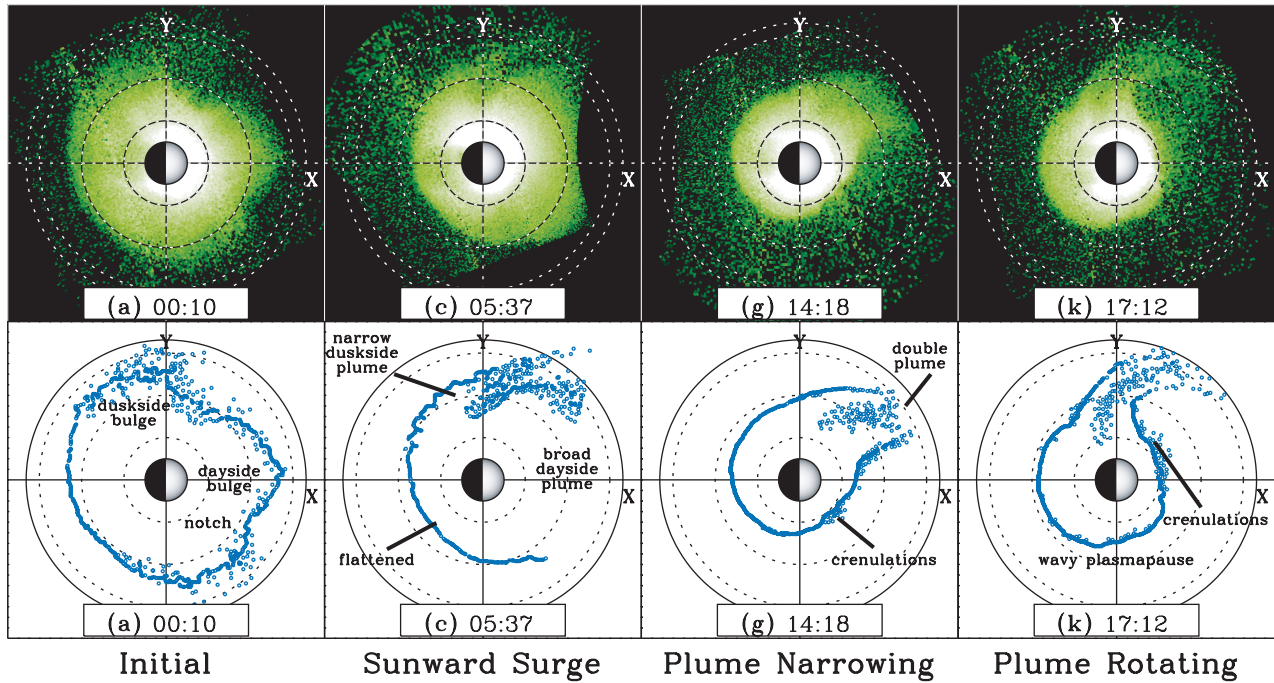 Y
X
(a) 00:10
Y
X
(c) 05:37
Y
X
(g) 14:18
Y
X
(k) 17:12
Y
duskside
bulge
dayside
bulge
notch
X
(a) 00:10
narrow
duskside
plume
Y
broad
dayside
plume
X
flattened
(c) 05:37
Y
double
plume
X
crenulations
(g) 14:18
Y
X
crenulations
wavy plasmapause
(k) 17:12
Initial
Sunward Surge
Plume Narrowing
Plume Rotating